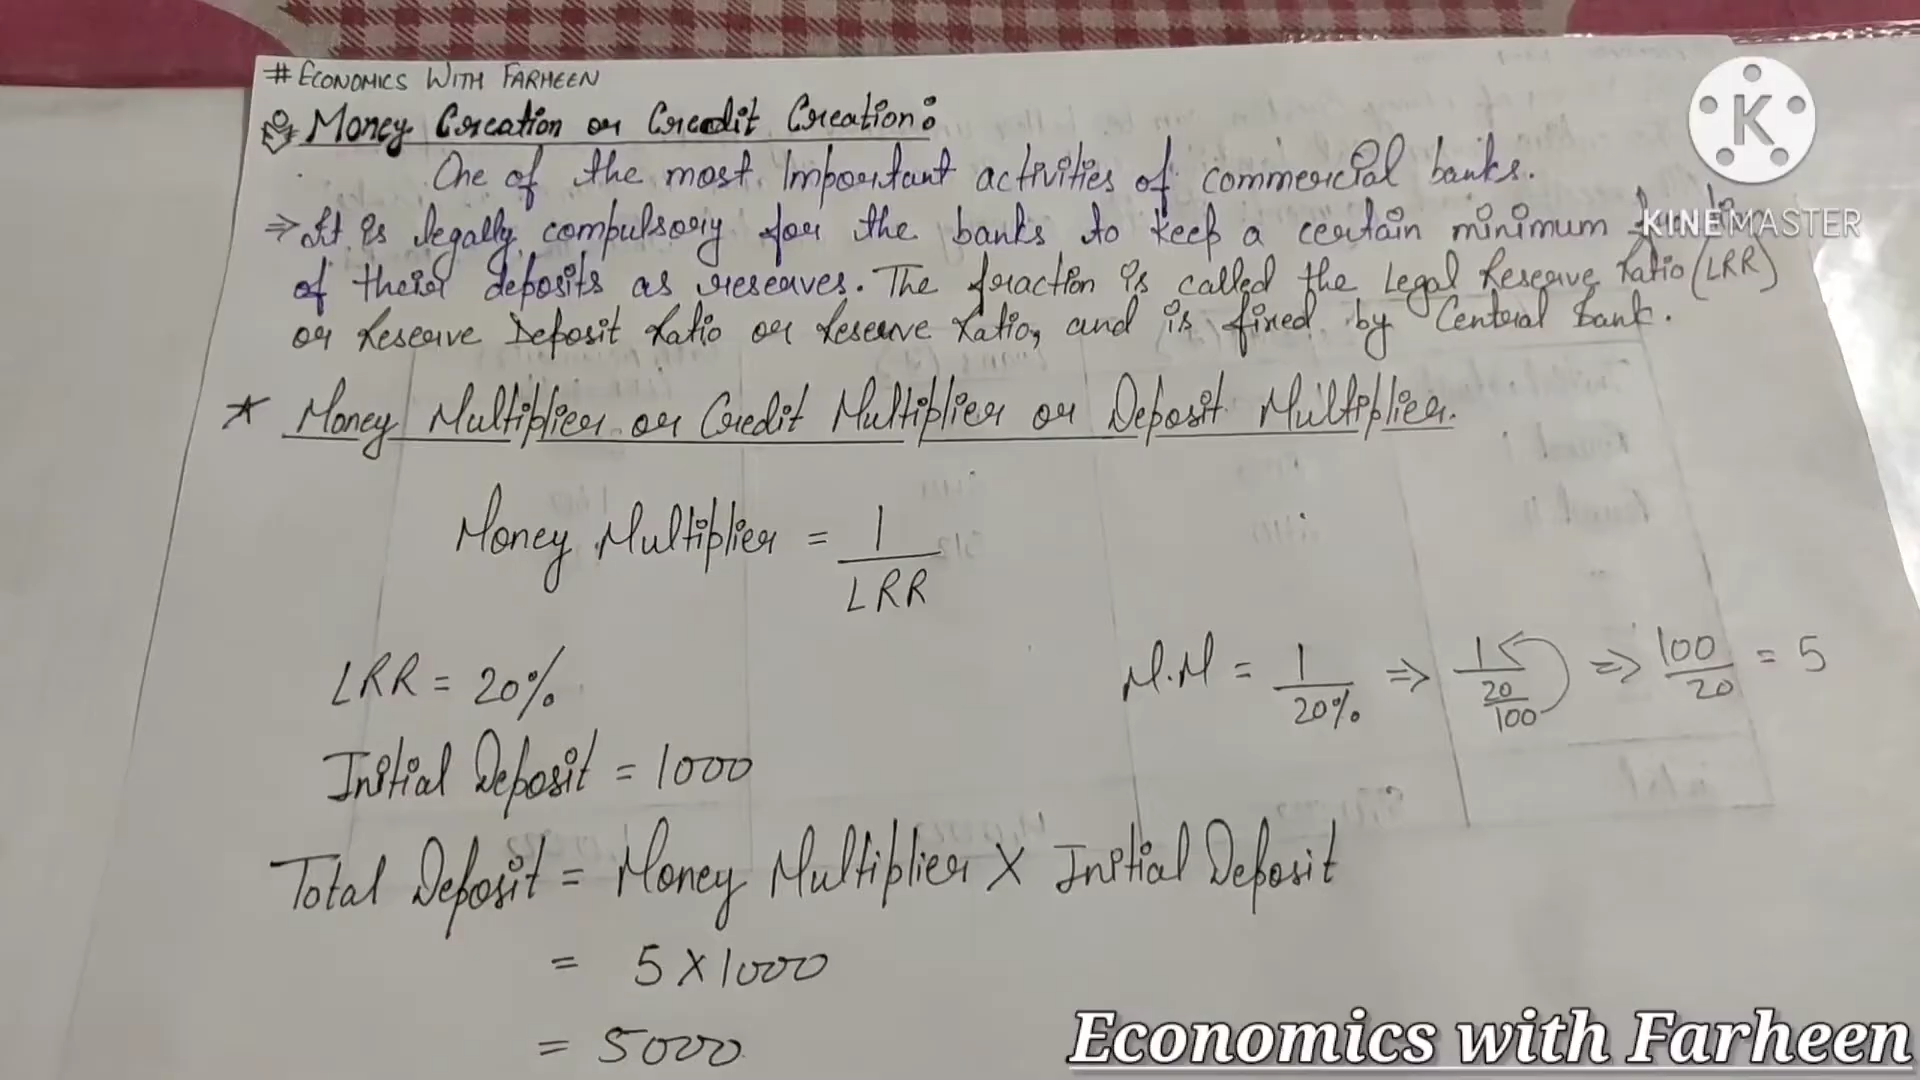 # ECONOMICS WITH FARHEEN
Money Creation or Credit Creation:
One of the most Important activities of commercial banks.
⇒ It is legally compulsory for the banks to keep a certain minimum
of their deposits as reserves. The fraction is called the Legal Reserve Ratio (LRR)
or Reserve Deposit Ratio or Reserve Ratio, and is fixed by Central Bank.
* Money Multiplier or Credit Multiplier or Deposit Multiplier.
Money Multiplier = 1/LRR
LRR = 20%
M.M = 1/20% ⇒ 1/(20/100) ⇒ 100/20 = 5
Initial Deposit = 1000
Total Deposit = Money Multiplier X Initial Deposit
= 5 X 1000
= 5000
K
KINEMASTER
Economics with Farheen